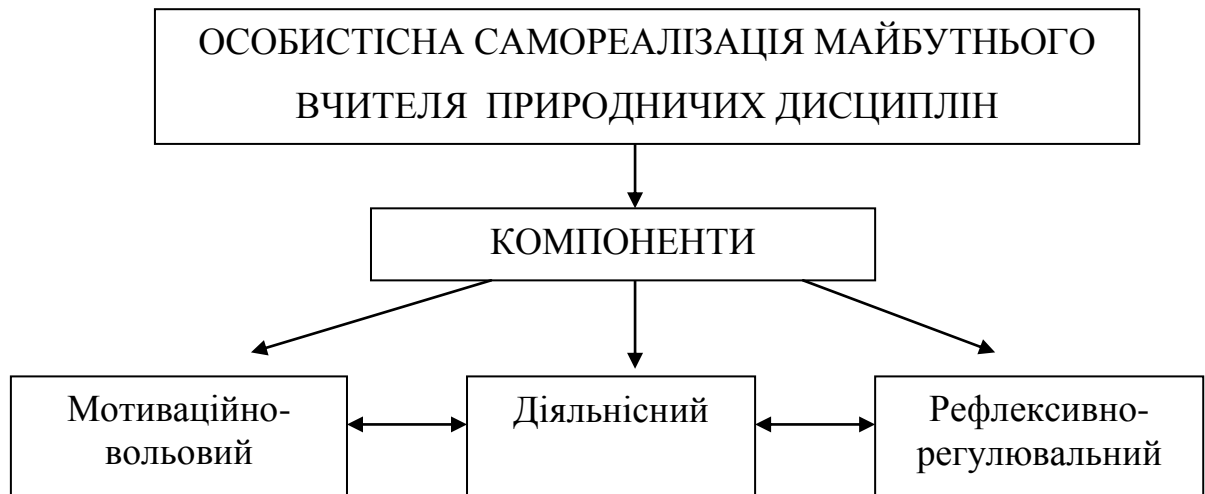 ОСОБИСТІСНА САМОРЕАЛІЗАЦІЯ МАЙБУТНЬОГО
ВЧИТЕЛЯ ПРИРОДНИЧИХ ДИСЦИПЛІН
КОМПОНЕНТИ
Мотиваційно-
вольовий
Діяльнісний
Рефлексивно-
регулювальний